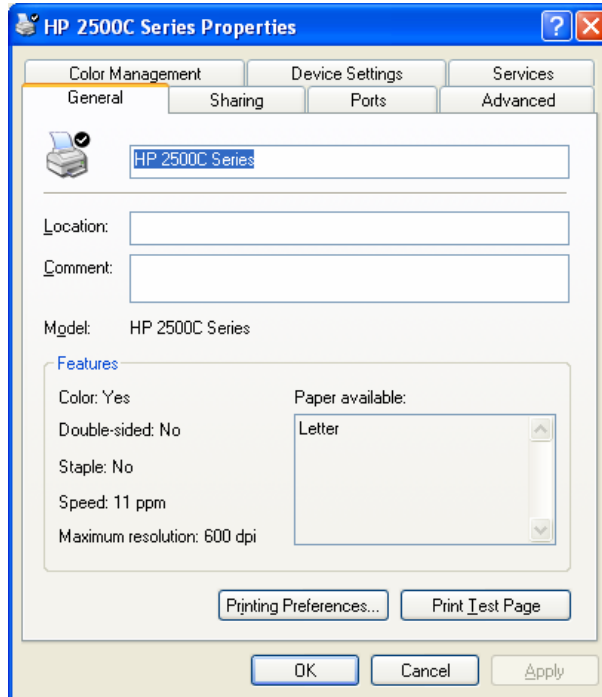 HP 2500C Series Properties
Color Management Device Settings Services
General Sharing Ports Advanced
HP 2500C Series
Location:
Comment:
Model: HP 2500C Series
Features
Color: Yes Paper available:
Double-sided: No Letter
Staple: No
Speed: 11 ppm
Maximum resolution: 600 dpi
Printing Preferences... Print Test Page
OK Cancel Apply